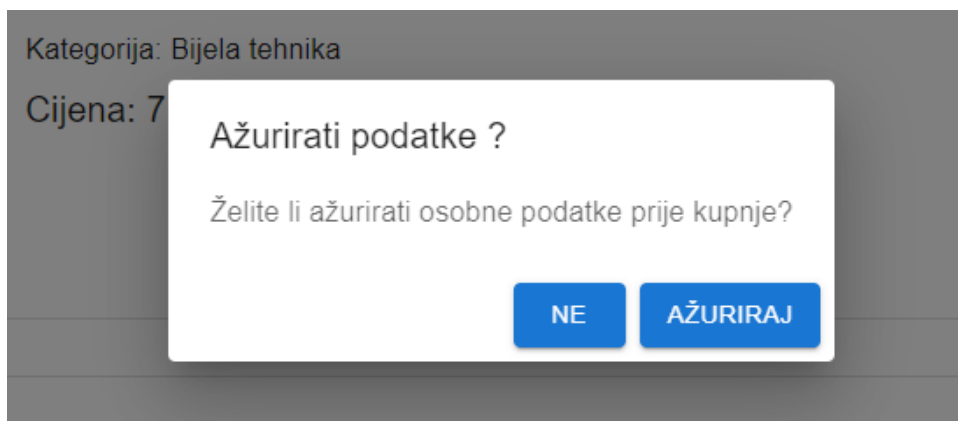 Kategorija: Bijela tehnika
Cijena: 7
Ažurirati podatke ?
Želite li ažurirati osobne podatke prije kupnje?
NE AŽURIRAJ